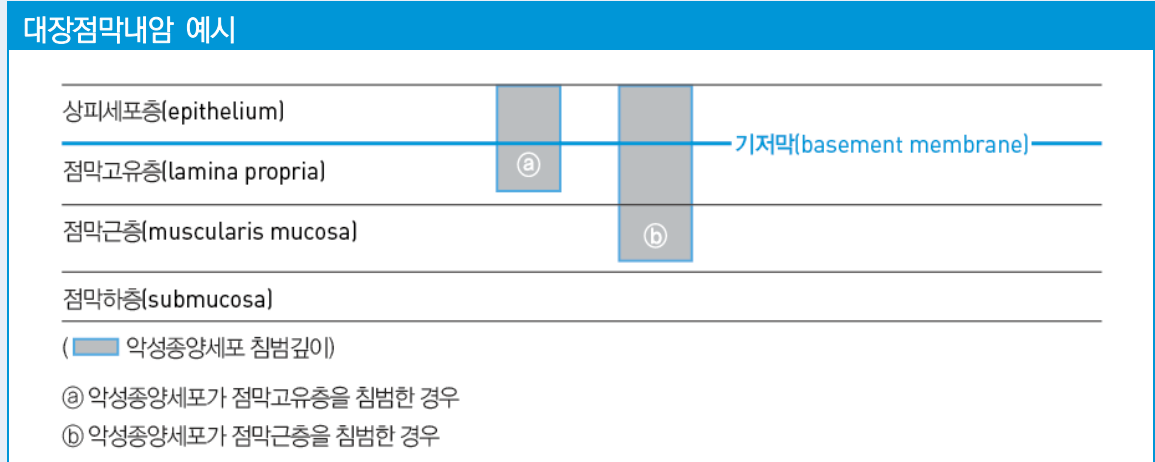 대장점막내암 예시
상피세포층(epithelium)
기저막(basement membrane)
점막고유층(lamina propria)
ⓐ
점막근층(muscularis mucosa)
ⓑ
점막하층(submucosa)
( 악성종양세포 침범깊이)
ⓐ 악성종양세포가 점막고유층을 침범한 경우
ⓑ 악성종양세포가 점막근층을 침범한 경우